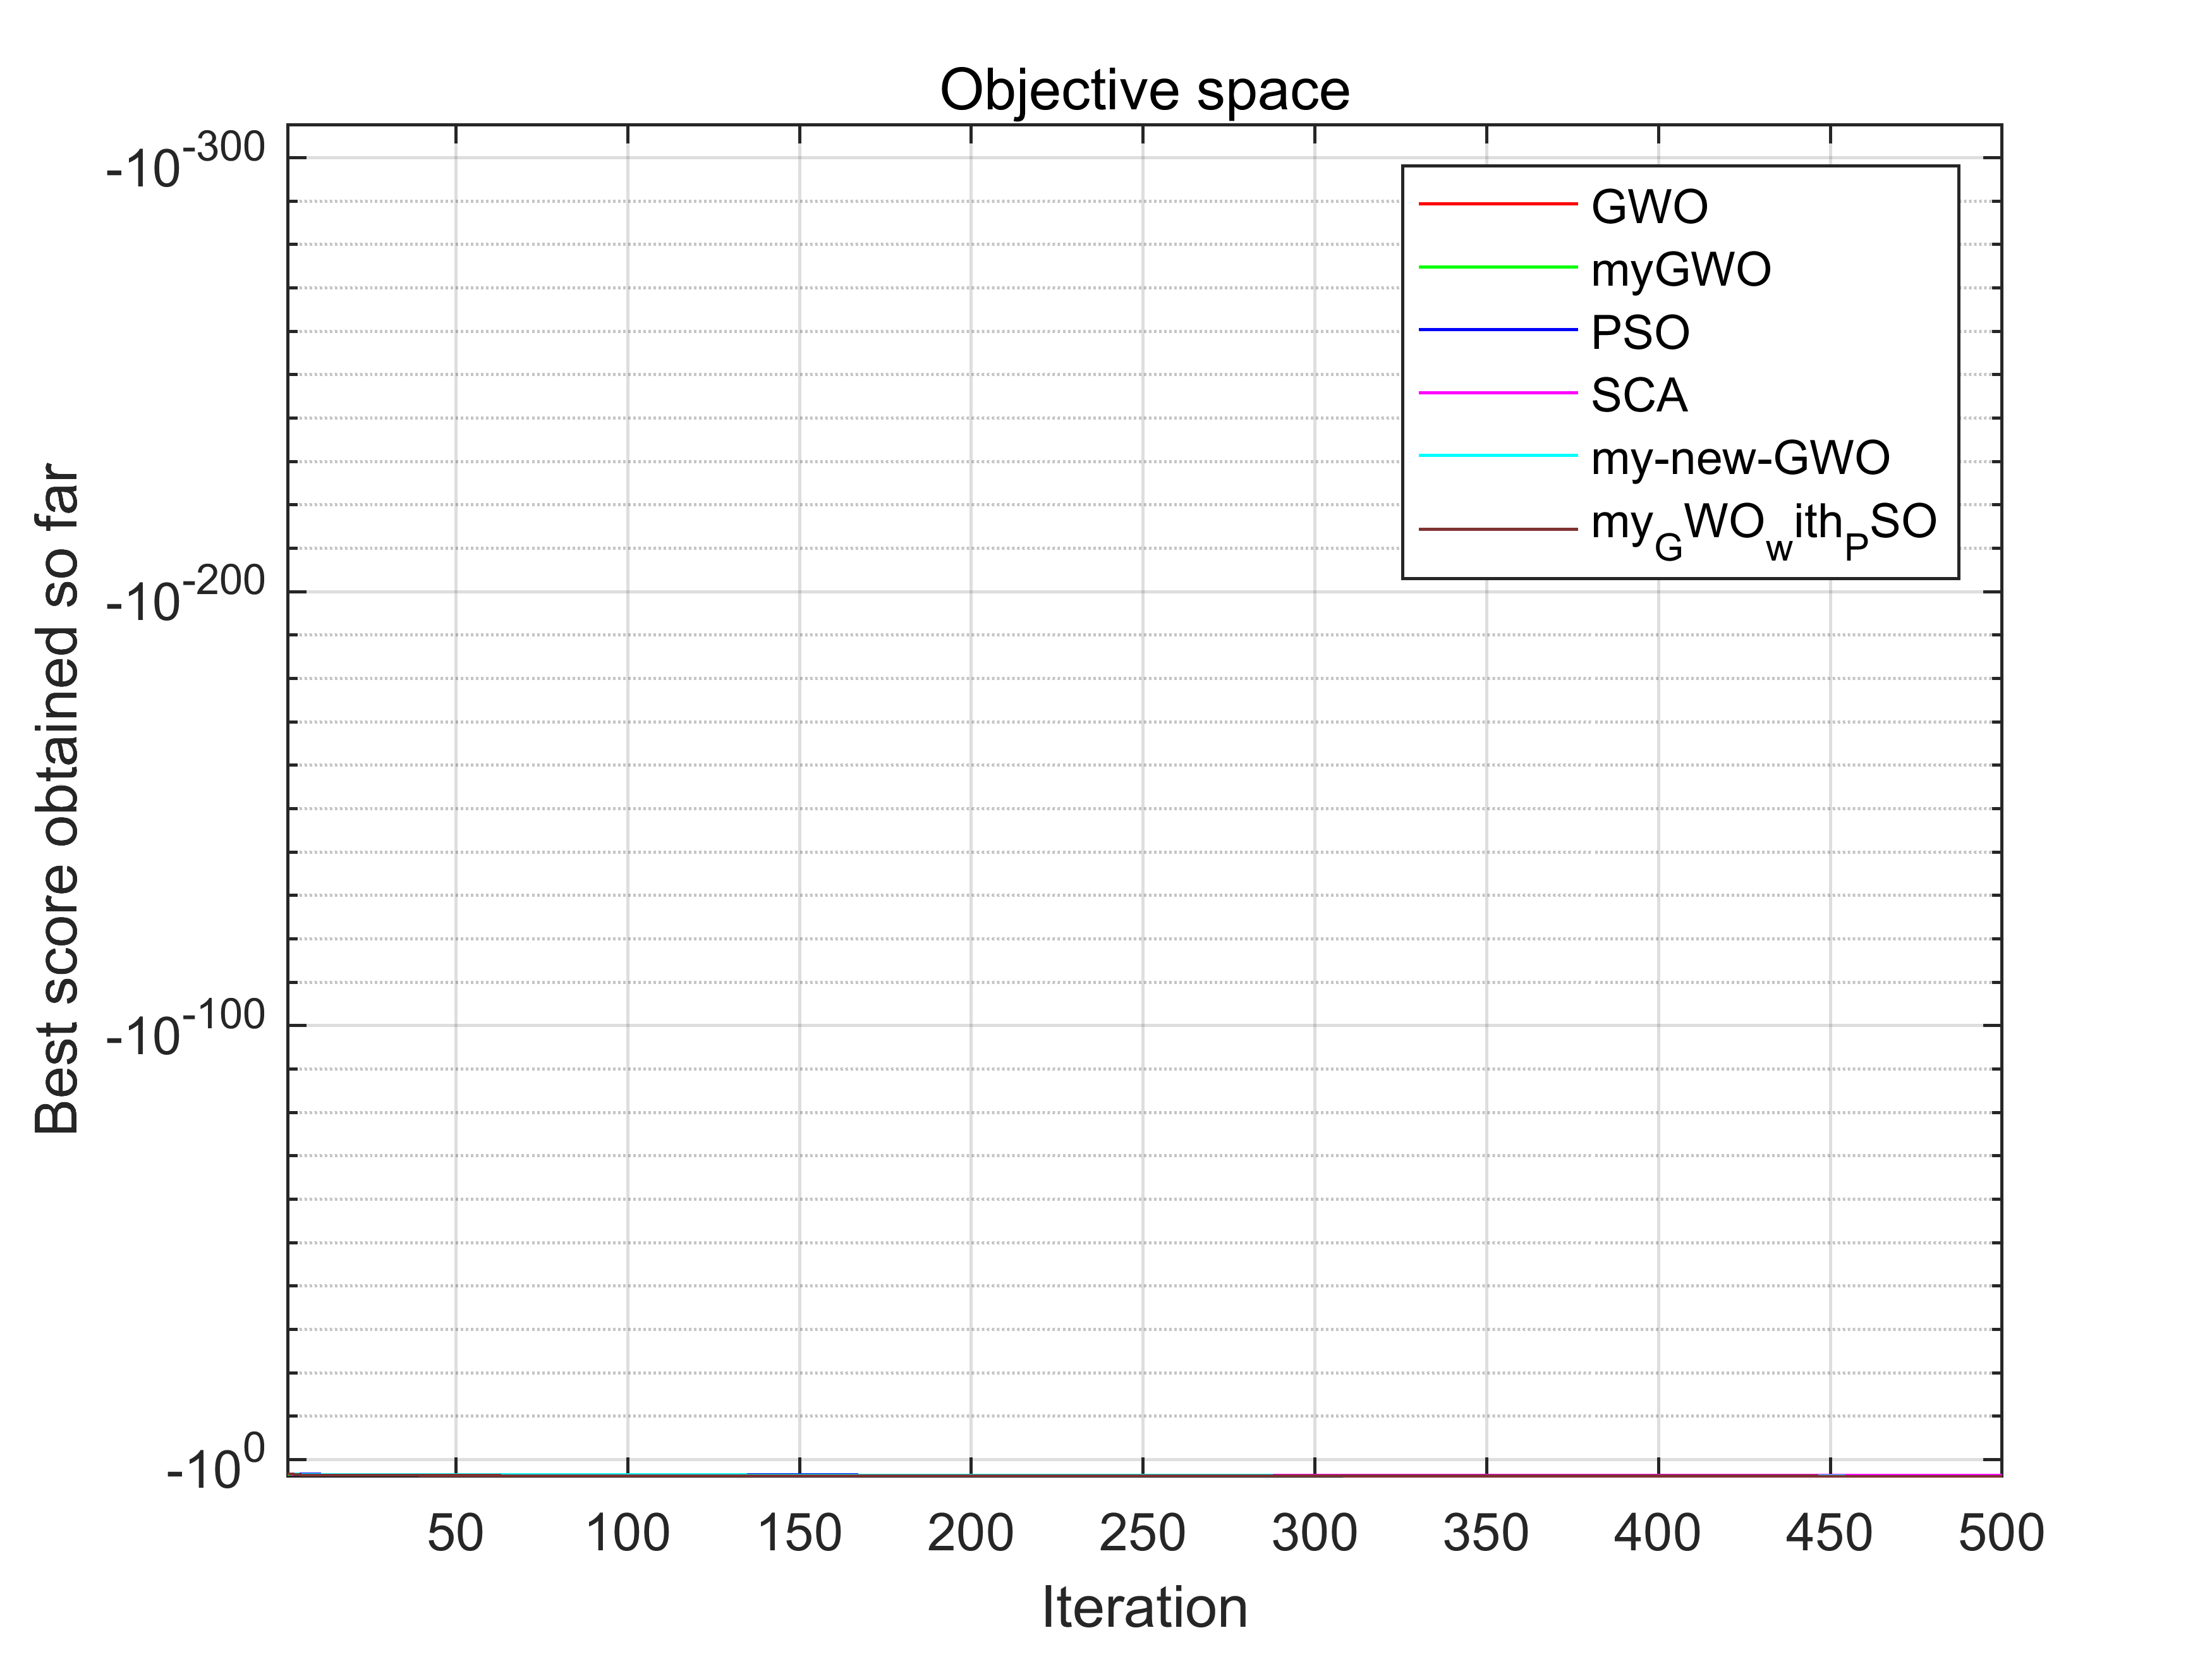 Objective space
Best score obtained so far
-10^-300
-10^-200
-10^-100
-10^0
GWO
myGWO
PSO
SCA
my-new-GWO
my_GWO_with_PSO
50 100 150 200 250 300 350 400 450 500
Iteration